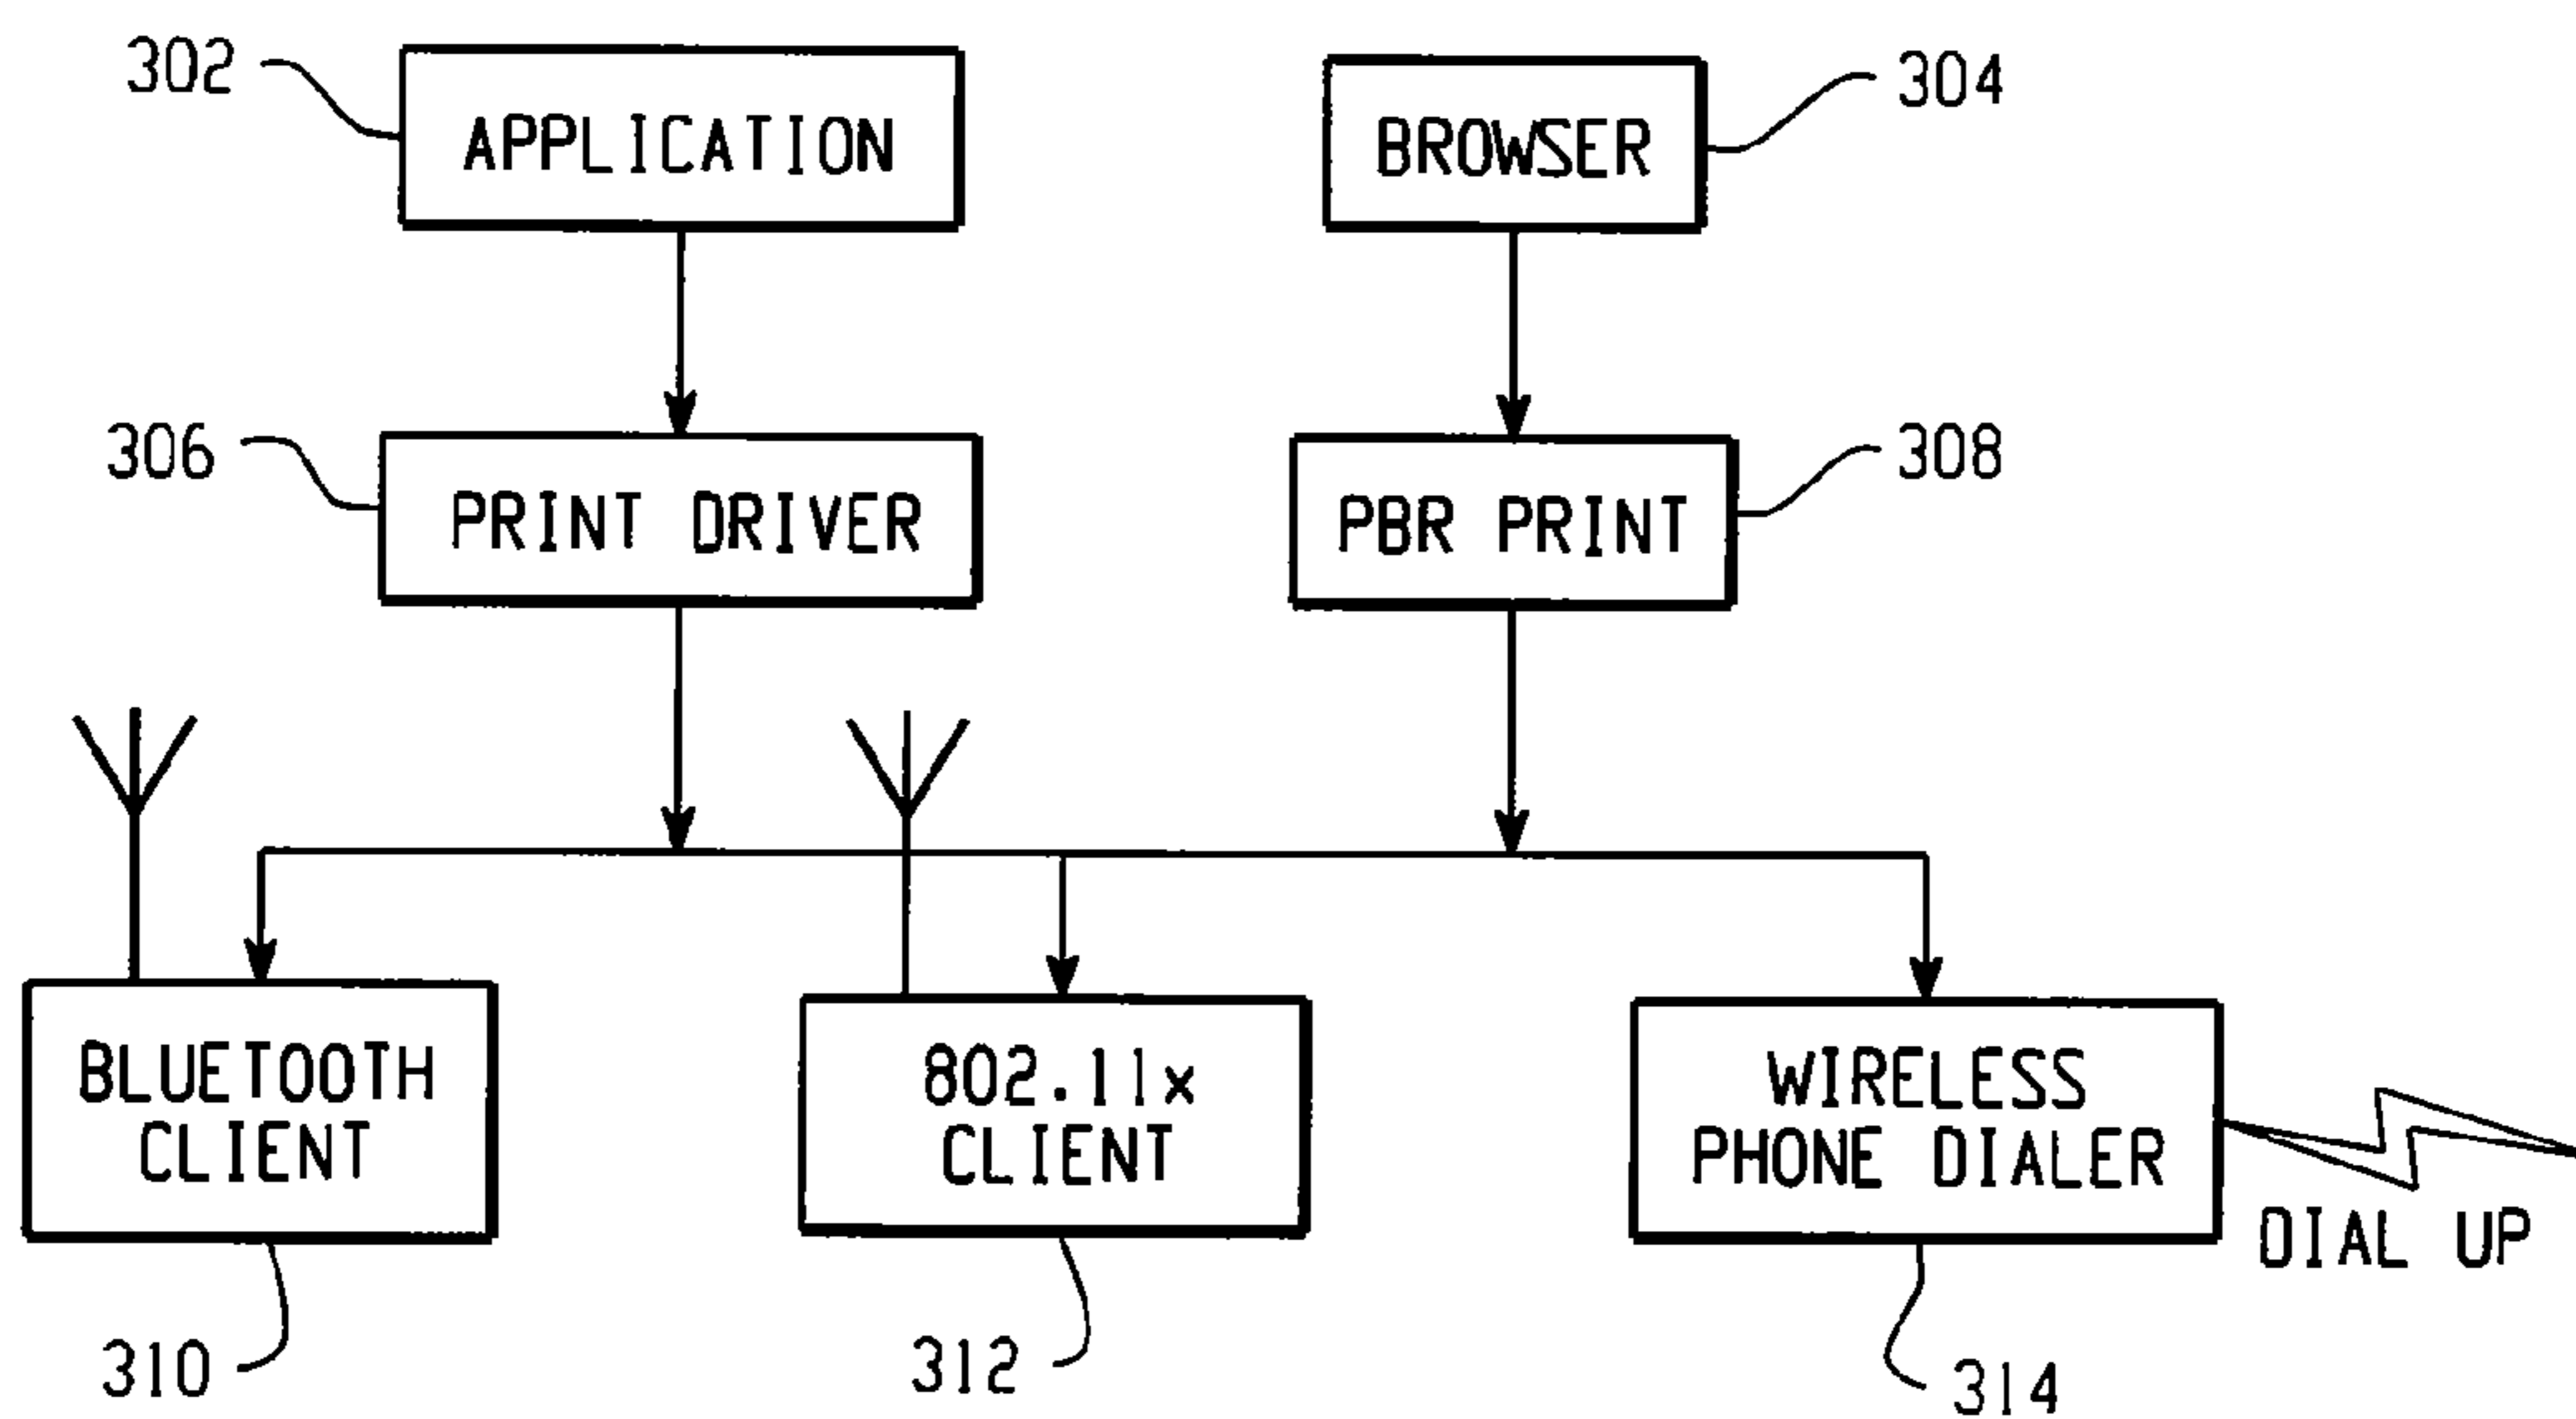 302
APPLICATION
BROWSER
304
306
PRINT DRIVER
PBR PRINT
308
BLUETOOTH
CLIENT
802.11x
CLIENT
WIRELESS
PHONE DIALER
DIAL UP
310
312
314